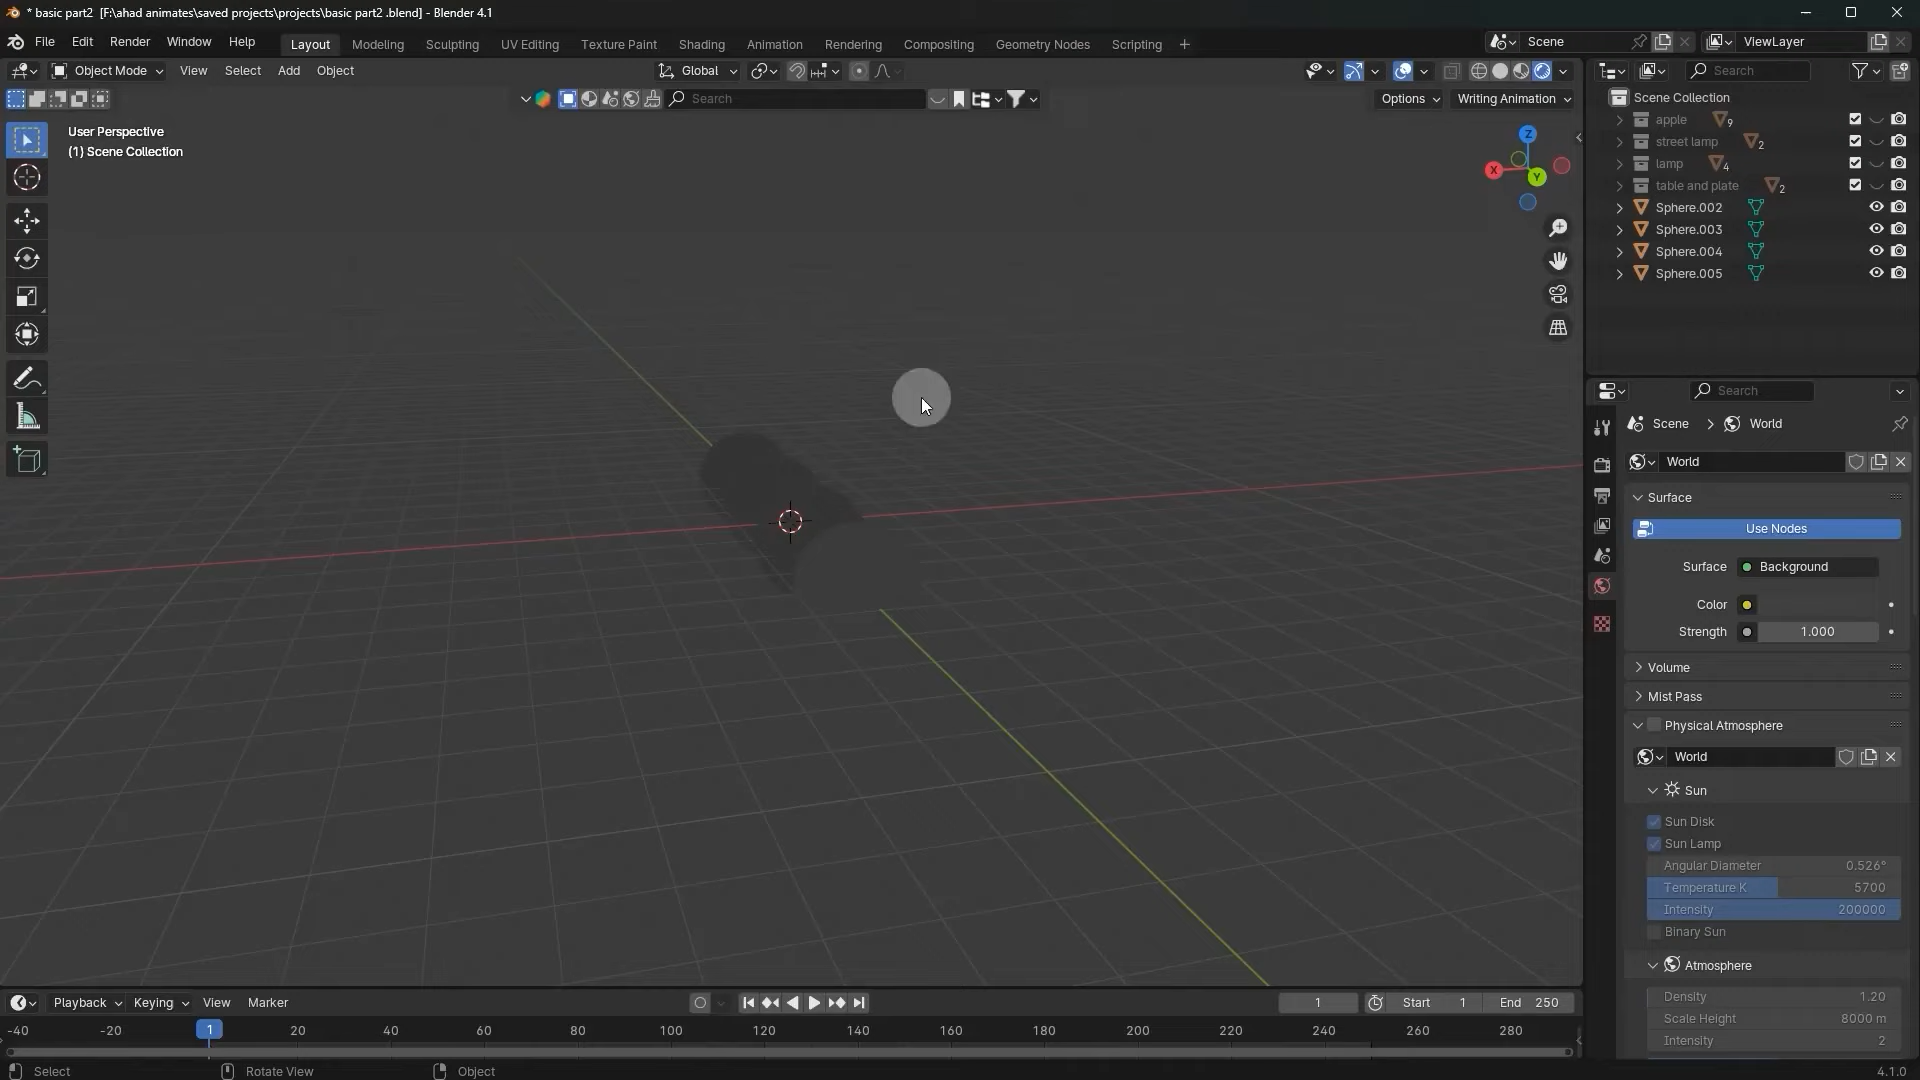 * basic part2  [F:\ahad animates\saved projects\projects\basic part2 .blend] - Blender 4.1
File Edit Render Window Help Layout Modeling Sculpting UV Editing Texture Paint Shading Animation Rendering Compositing Geometry Nodes Scripting + Scene ViewLayer
Object Mode View Select Add Object Global Search
Search Options Writing Animation
User Perspective
(1) Scene Collection
X Y Z
Scene Collection
apple 9
street lamp 2
lamp 4
table and plate 2
Sphere.002
Sphere.003
Sphere.004
Sphere.005
Search
Scene > World
World
Surface
Use Nodes
Surface Background
Color
Strength 1.000
Volume
Mist Pass
Physical Atmosphere
World
Sun
Sun Disk
Sun Lamp
Angular Diameter 0.526°
Temperature K 5700
Intensity 200000
Binary Sun
Atmosphere
Density 1.20
Scale Height 8000 m
Intensity 2
Playback Keying View Marker 1 Start 1 End 250
-40 -20 1 20 40 60 80 100 120 140 160 180 200 220 240 260 280
Select Rotate View Object 4.1.0